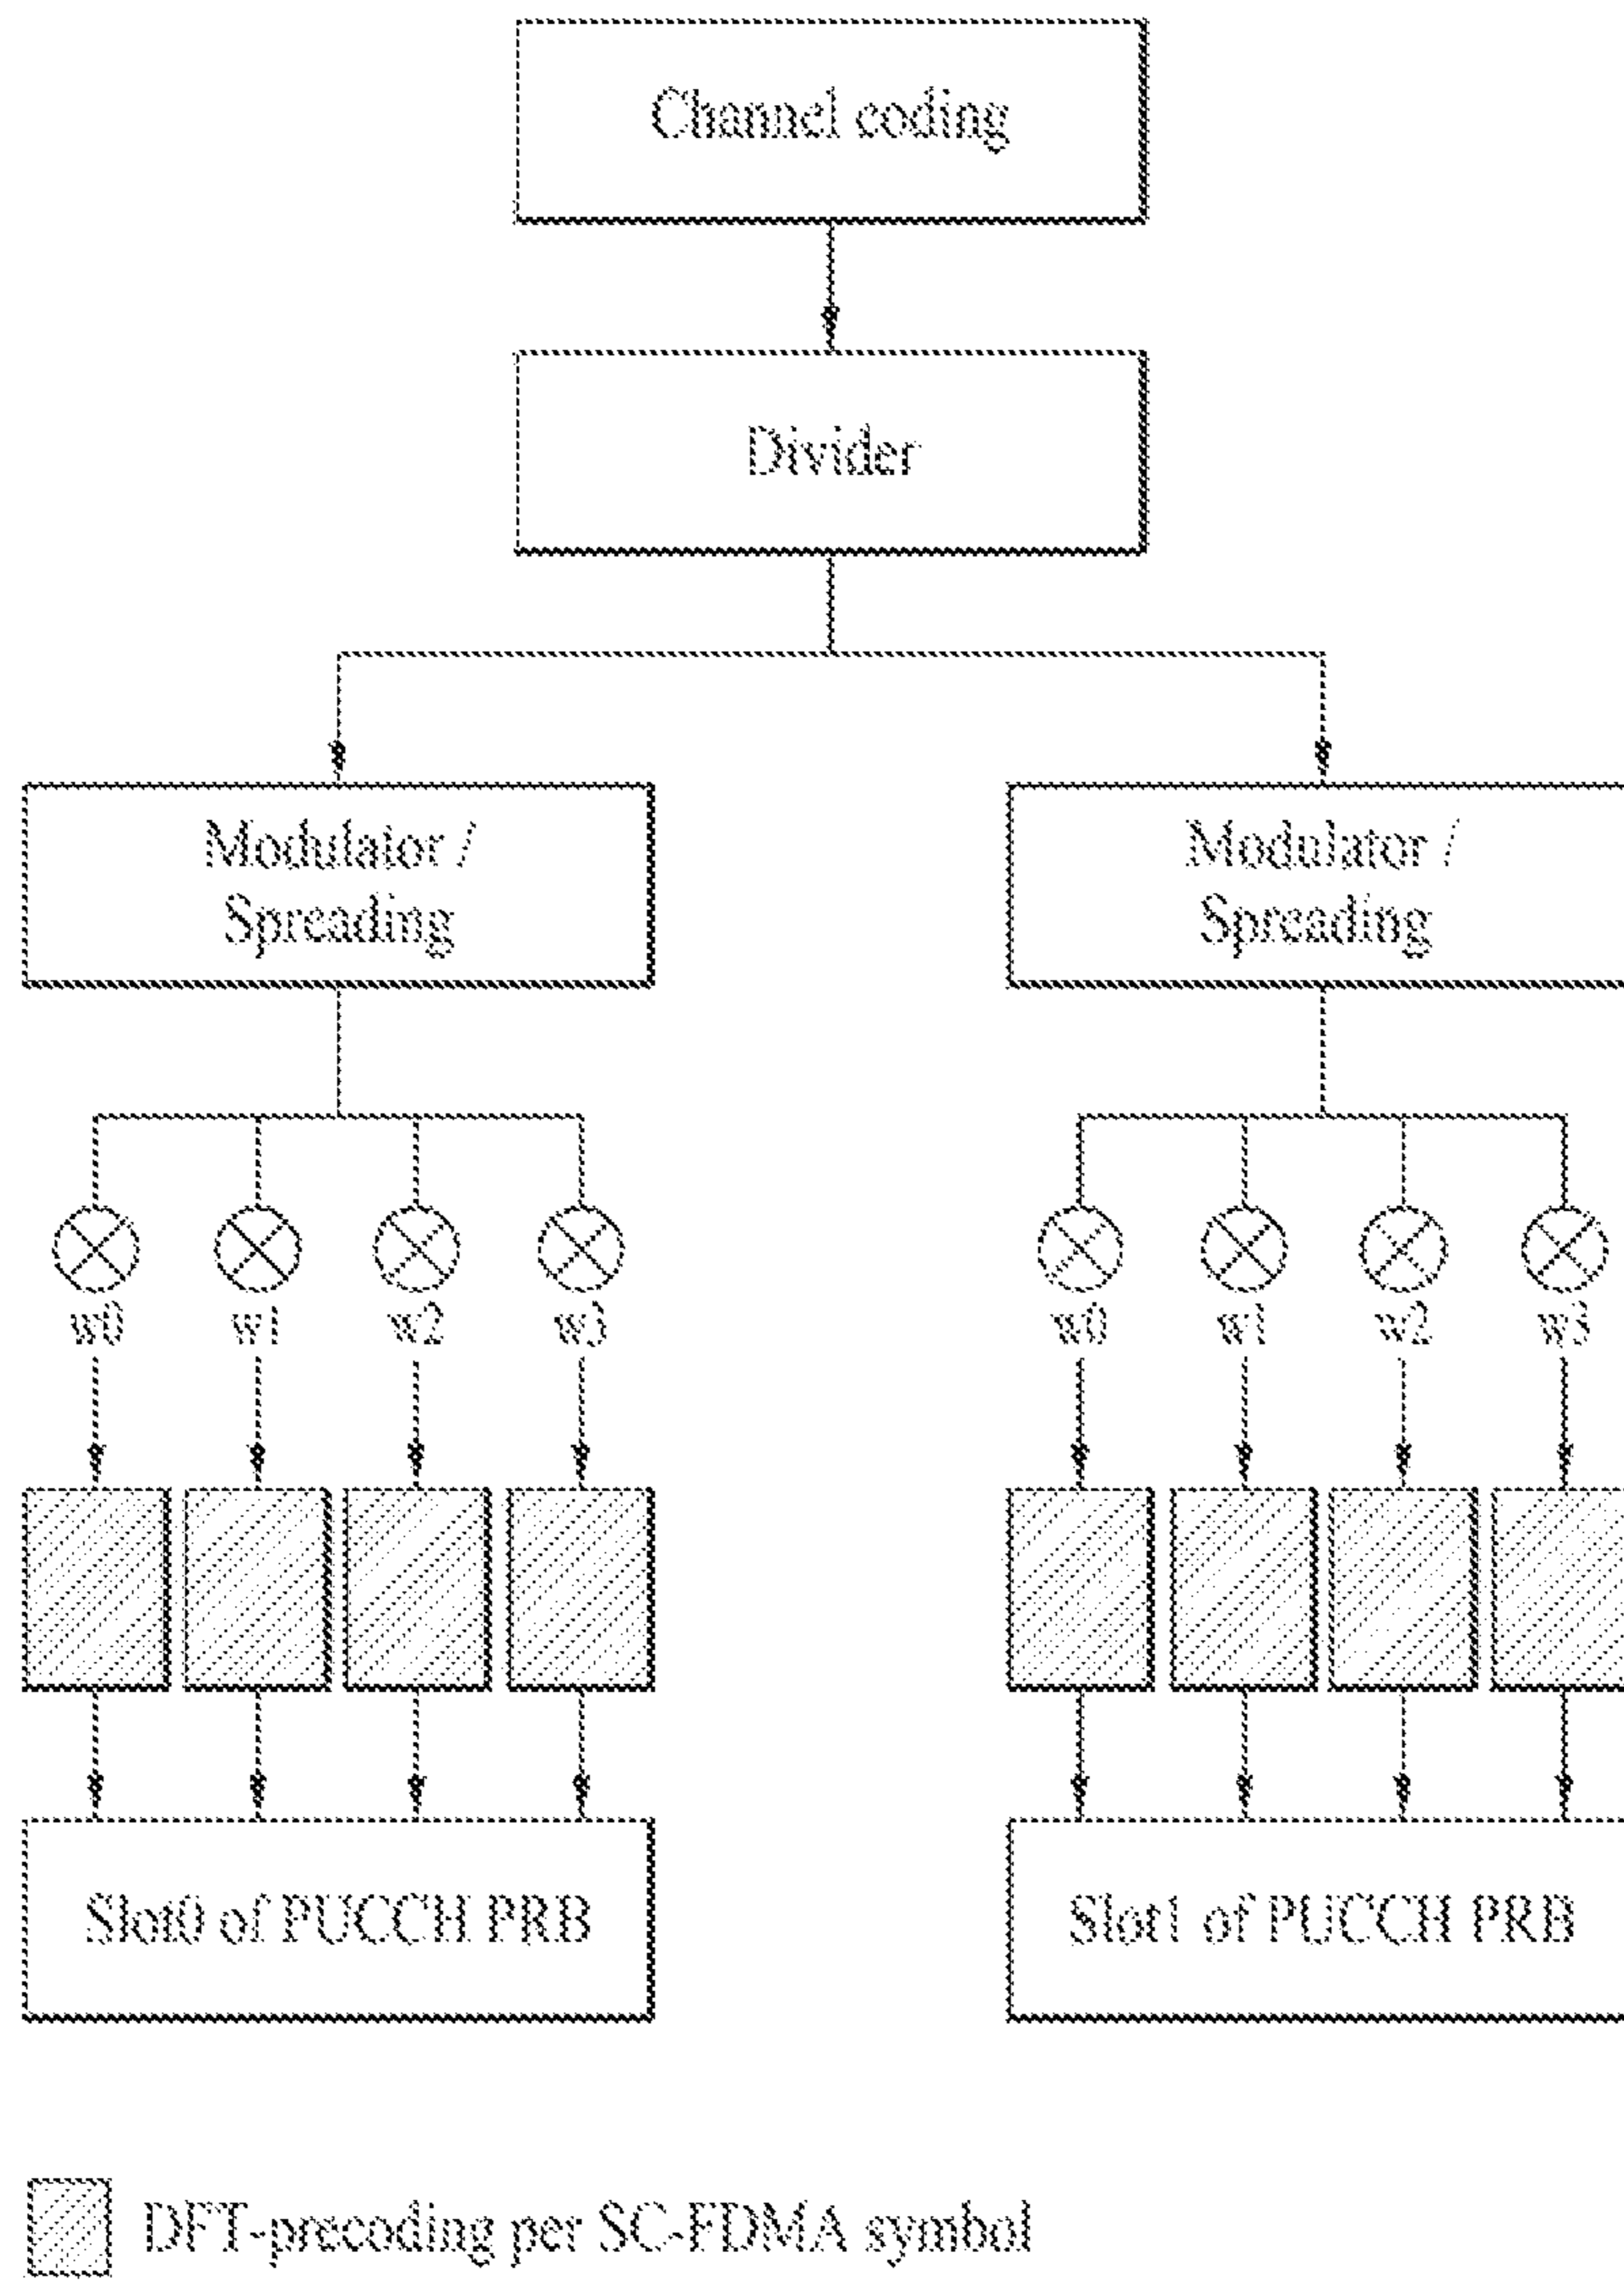 Channel coding
Divider
Modulator /
Spreading
Modulator /
Spreading
w0 w1 w2 w3
w0 w1 w2 w3
Slot0 of PUCCH PRB
Slot1 of PUCCH PRB
DFT-precoding per SC-FDMA symbol